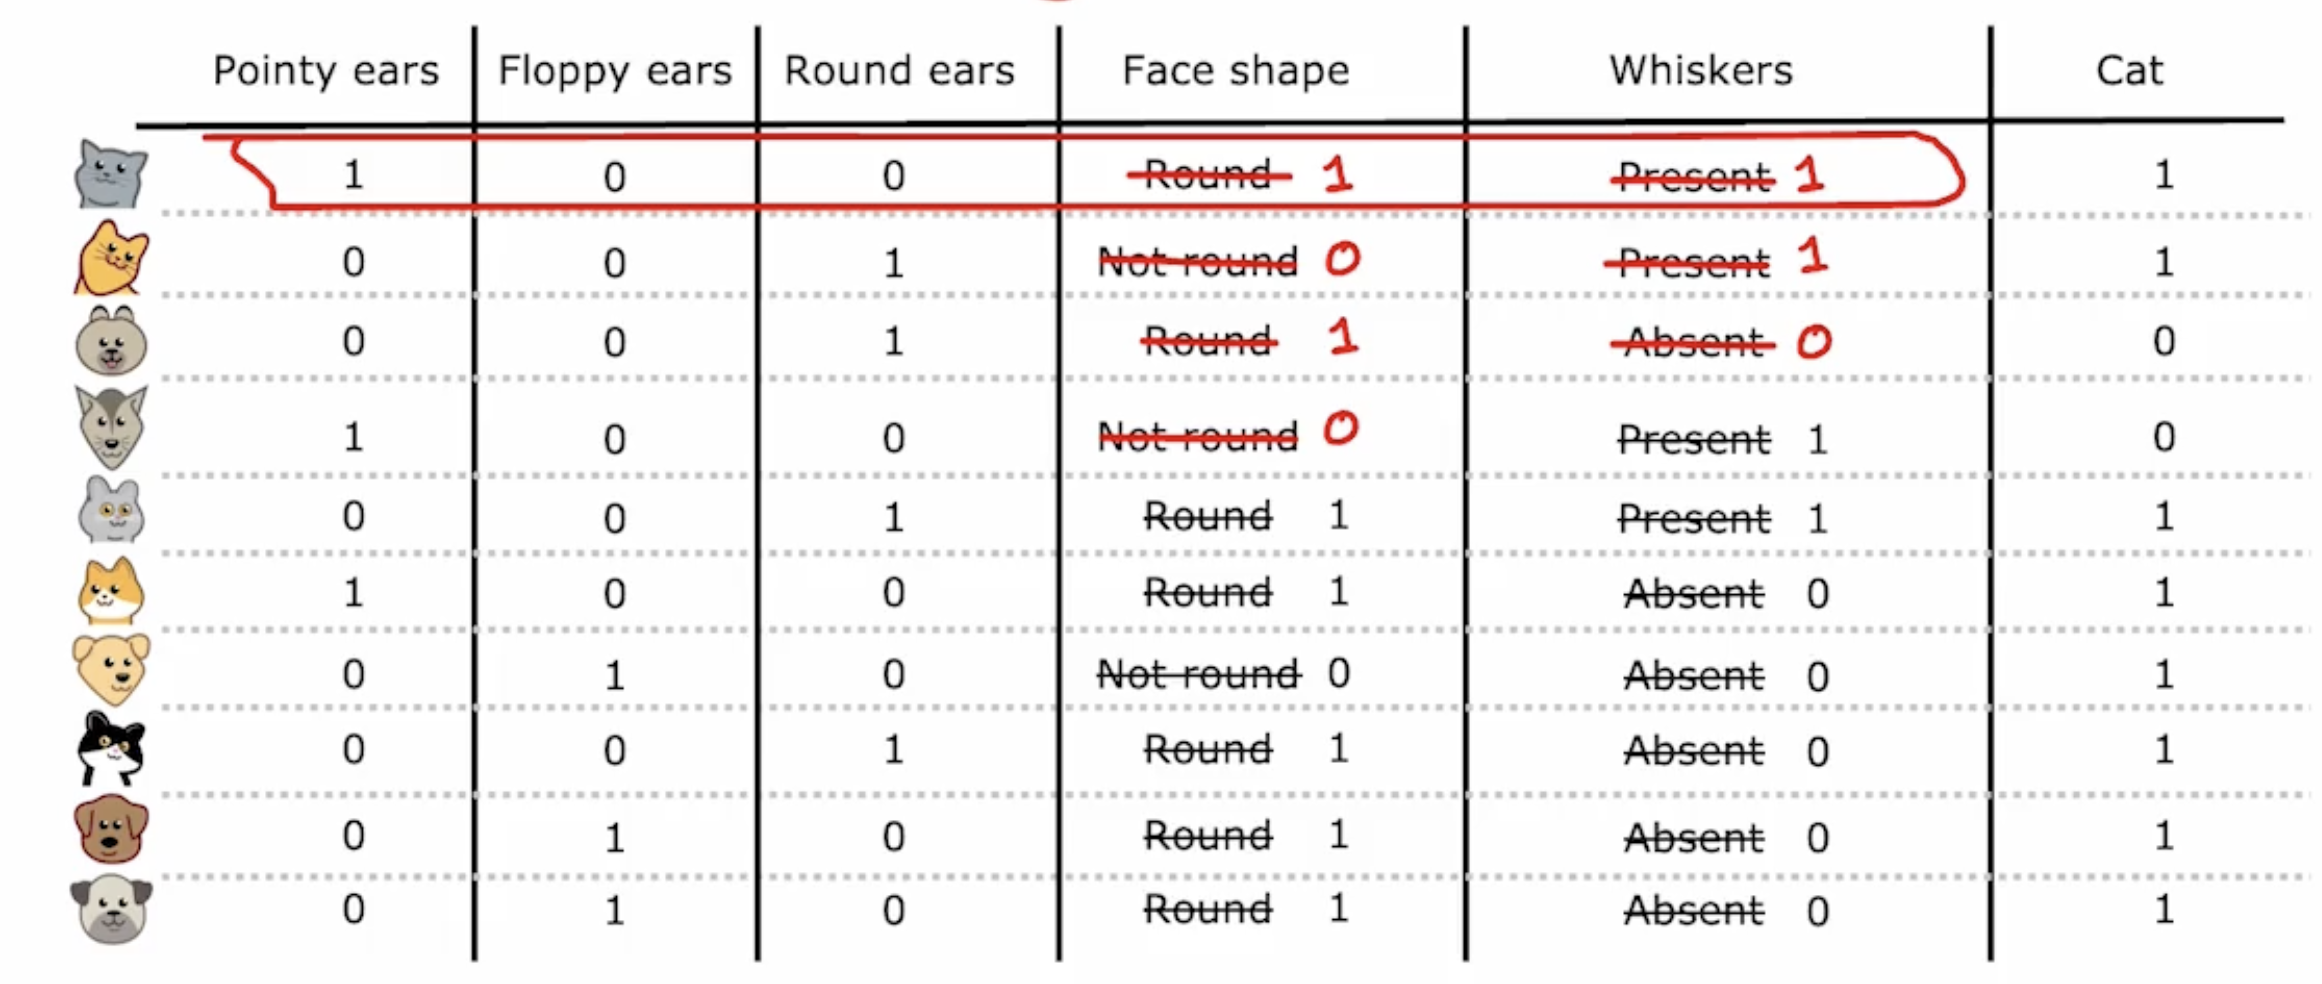 Pointy ears Floppy ears Round ears Face shape Whiskers Cat
1 0 0 Round 1 Present 1 1
0 0 1 Not round 0 Present 1 1
0 0 1 Round 1 Absent 0 0
1 0 0 Not round 0 Present 1 0
0 0 1 Round 1 Present 1 1
1 0 0 Round 1 Absent 0 1
0 1 0 Not round 0 Absent 0 1
0 0 1 Round 1 Absent 0 1
0 1 0 Round 1 Absent 0 1
0 1 0 Round 1 Absent 0 1